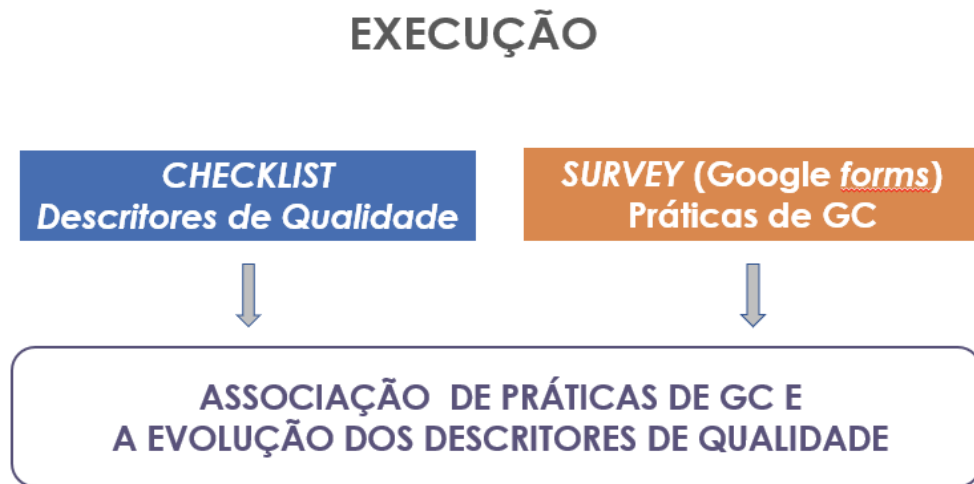 EXECUÇÃO
CHECKLIST
Descritores de Qualidade
SURVEY (Google forms)
Práticas de GC
ASSOCIAÇÃO DE PRÁTICAS DE GC E
A EVOLUÇÃO DOS DESCRITORES DE QUALIDADE